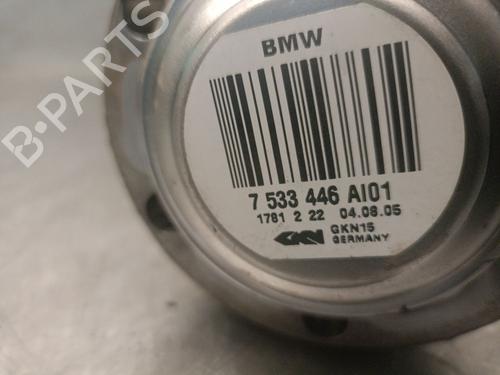 BMW
B-PARTS
7 533 446 AI01
1781 2 22 04.08.05
GKN GKN15
GERMANY